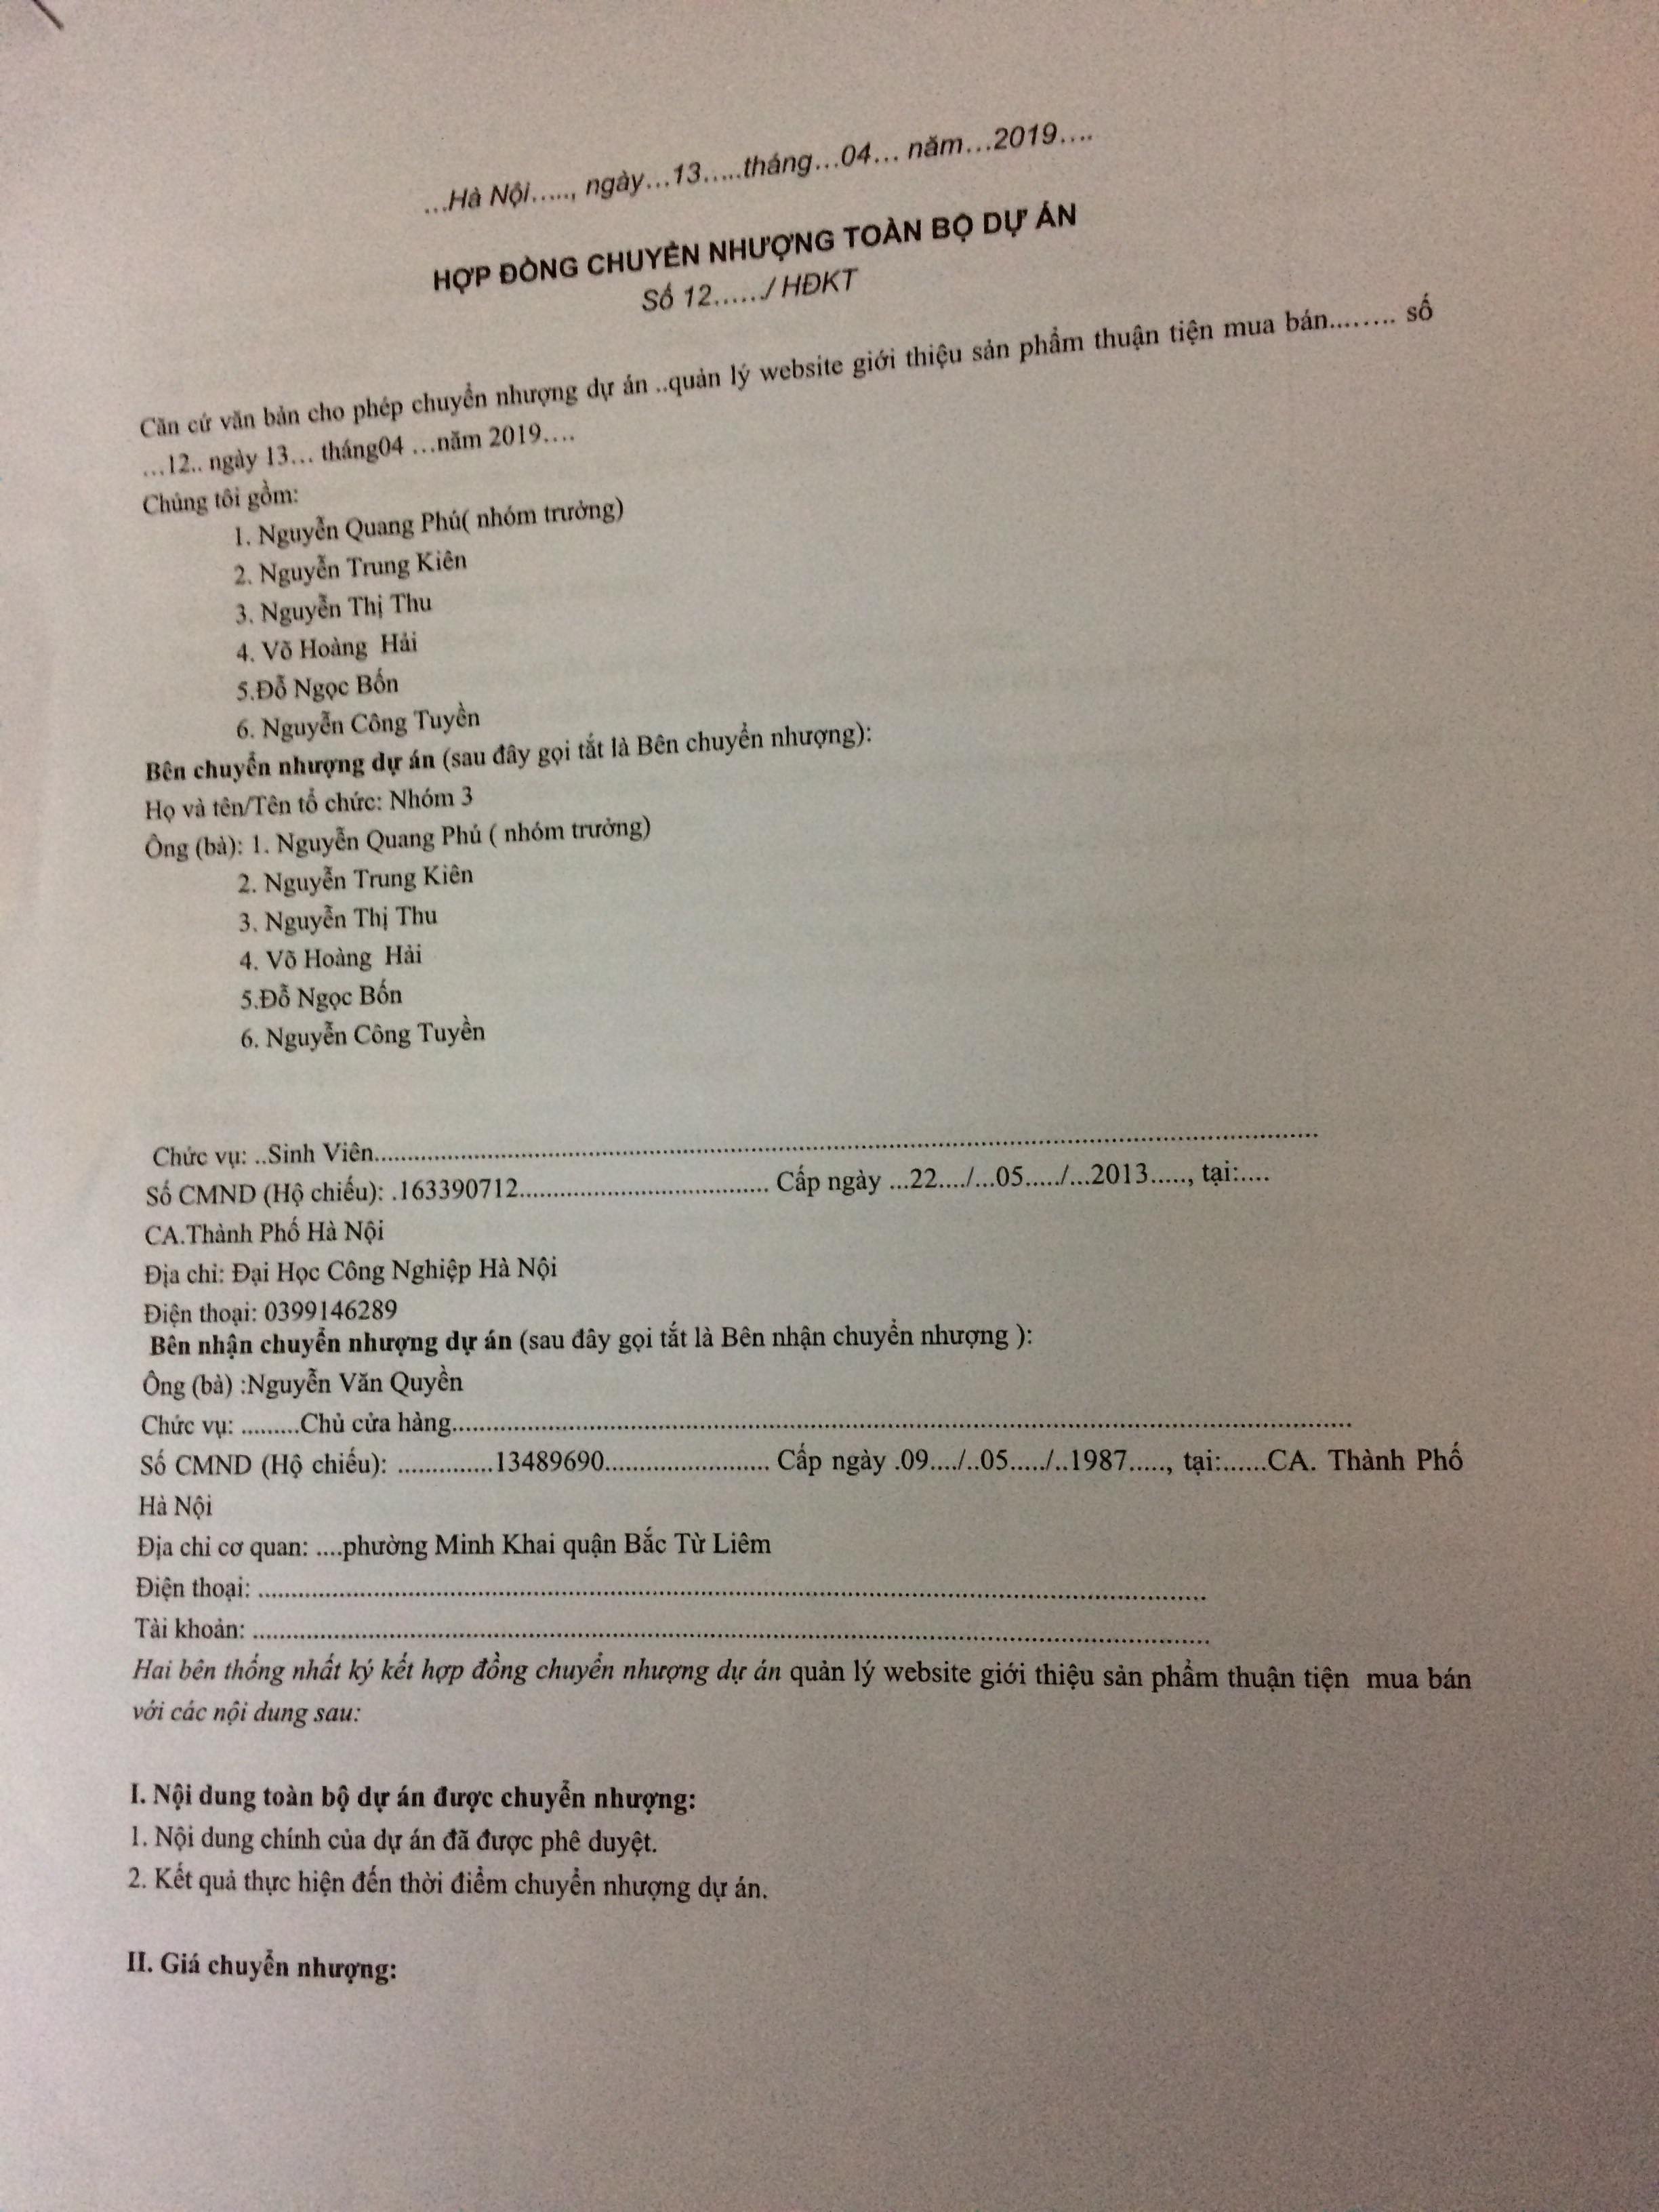 ...Hà Nội....., ngày...13.....tháng...04... năm...2019....
HỢP ĐỒNG CHUYỂN NHƯỢNG TOÀN BỘ DỰ ÁN
Số 12....../ HĐKT
Căn cứ văn bản cho phép chuyển nhượng dự án ..quản lý website giới thiệu sản phẩm thuận tiện mua bán........ số
...12.. ngày 13... tháng04 ...năm 2019....
Chúng tôi gồm:
1. Nguyễn Quang Phú( nhóm trưởng)
2. Nguyễn Trung Kiên
3. Nguyễn Thị Thu
4. Võ Hoàng  Hải
5.Đỗ Ngọc Bốn
6. Nguyễn Công Tuyền
Bên chuyển nhượng dự án (sau đây gọi tắt là Bên chuyển nhượng):
Họ và tên/Tên tổ chức: Nhóm 3
Ông (bà): 1. Nguyễn Quang Phú ( nhóm trưởng)
2. Nguyễn Trung Kiên
3. Nguyễn Thị Thu
4. Võ Hoàng  Hải
5.Đỗ Ngọc Bốn
6. Nguyễn Công Tuyền
Chức vụ: ..Sinh Viên............................................................................................................................................
Số CMND (Hộ chiếu): .163390712..................................... Cấp ngày ...22..../...05...../...2013....., tại:....
CA.Thành Phố Hà Nội
Địa chỉ: Đại Học Công Nghiệp Hà Nội
Điện thoại: 0399146289
Bên nhận chuyển nhượng dự án (sau đây gọi tắt là Bên nhận chuyển nhượng ):
Ông (bà) :Nguyễn Văn Quyền
Chức vụ: .........Chủ cửa hàng.....................................................................................................................................
Số CMND (Hộ chiếu): ..............13489690........................ Cấp ngày .09..../..05...../..1987....., tại:......CA. Thành Phố
Hà Nội
Địa chỉ cơ quan: ....phường Minh Khai quận Bắc Từ Liêm
Điện thoại: .............................................................................................................................................
Tài khoản: .............................................................................................................................................
Hai bên thống nhất ký kết hợp đồng chuyển nhượng dự án quản lý website giới thiệu sản phẩm thuận tiện  mua bán
với các nội dung sau:
I. Nội dung toàn bộ dự án được chuyển nhượng:
1. Nội dung chính của dự án đã được phê duyệt.
2. Kết quả thực hiện đến thời điểm chuyển nhượng dự án.
II. Giá chuyển nhượng: